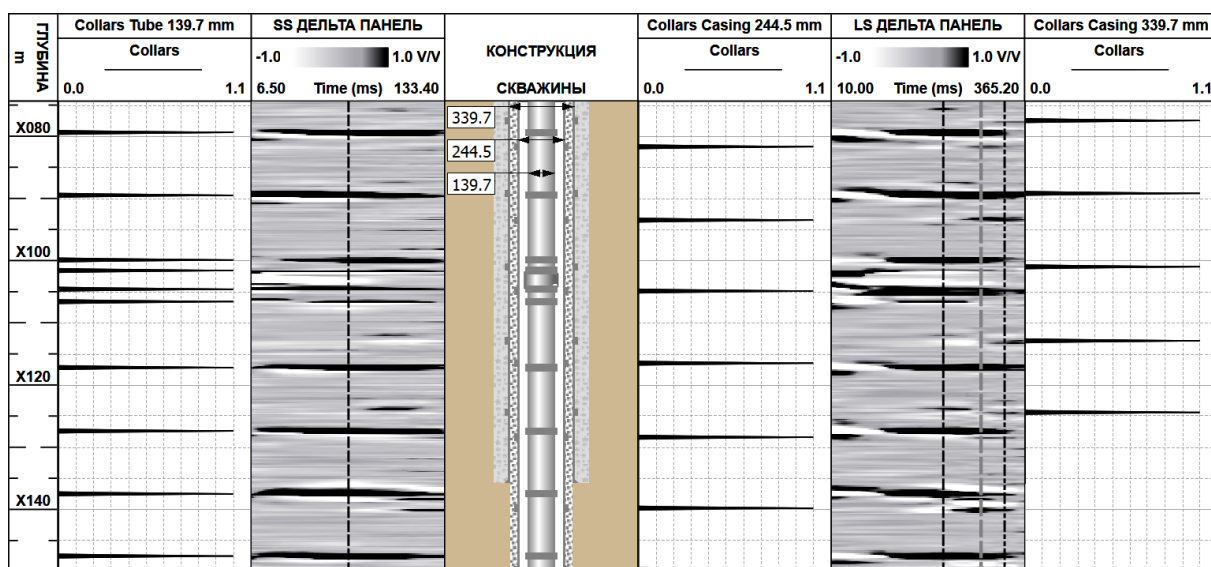 ГЛУБИНА
m
Collars Tube 139.7 mm
Collars
0.0 1.1
SS ДЕЛЬТА ПАНЕЛЬ
-1.0 1.0 V/V
6.50 Time (ms) 133.40
КОНСТРУКЦИЯ
СКВАЖИНЫ
Collars Casing 244.5 mm
Collars
0.0 1.1
LS ДЕЛЬТА ПАНЕЛЬ
-1.0 1.0 V/V
10.00 Time (ms) 365.20
Collars Casing 339.7 mm
Collars
0.0 1.1
339.7
244.5
139.7
X080
X100
X120
X140